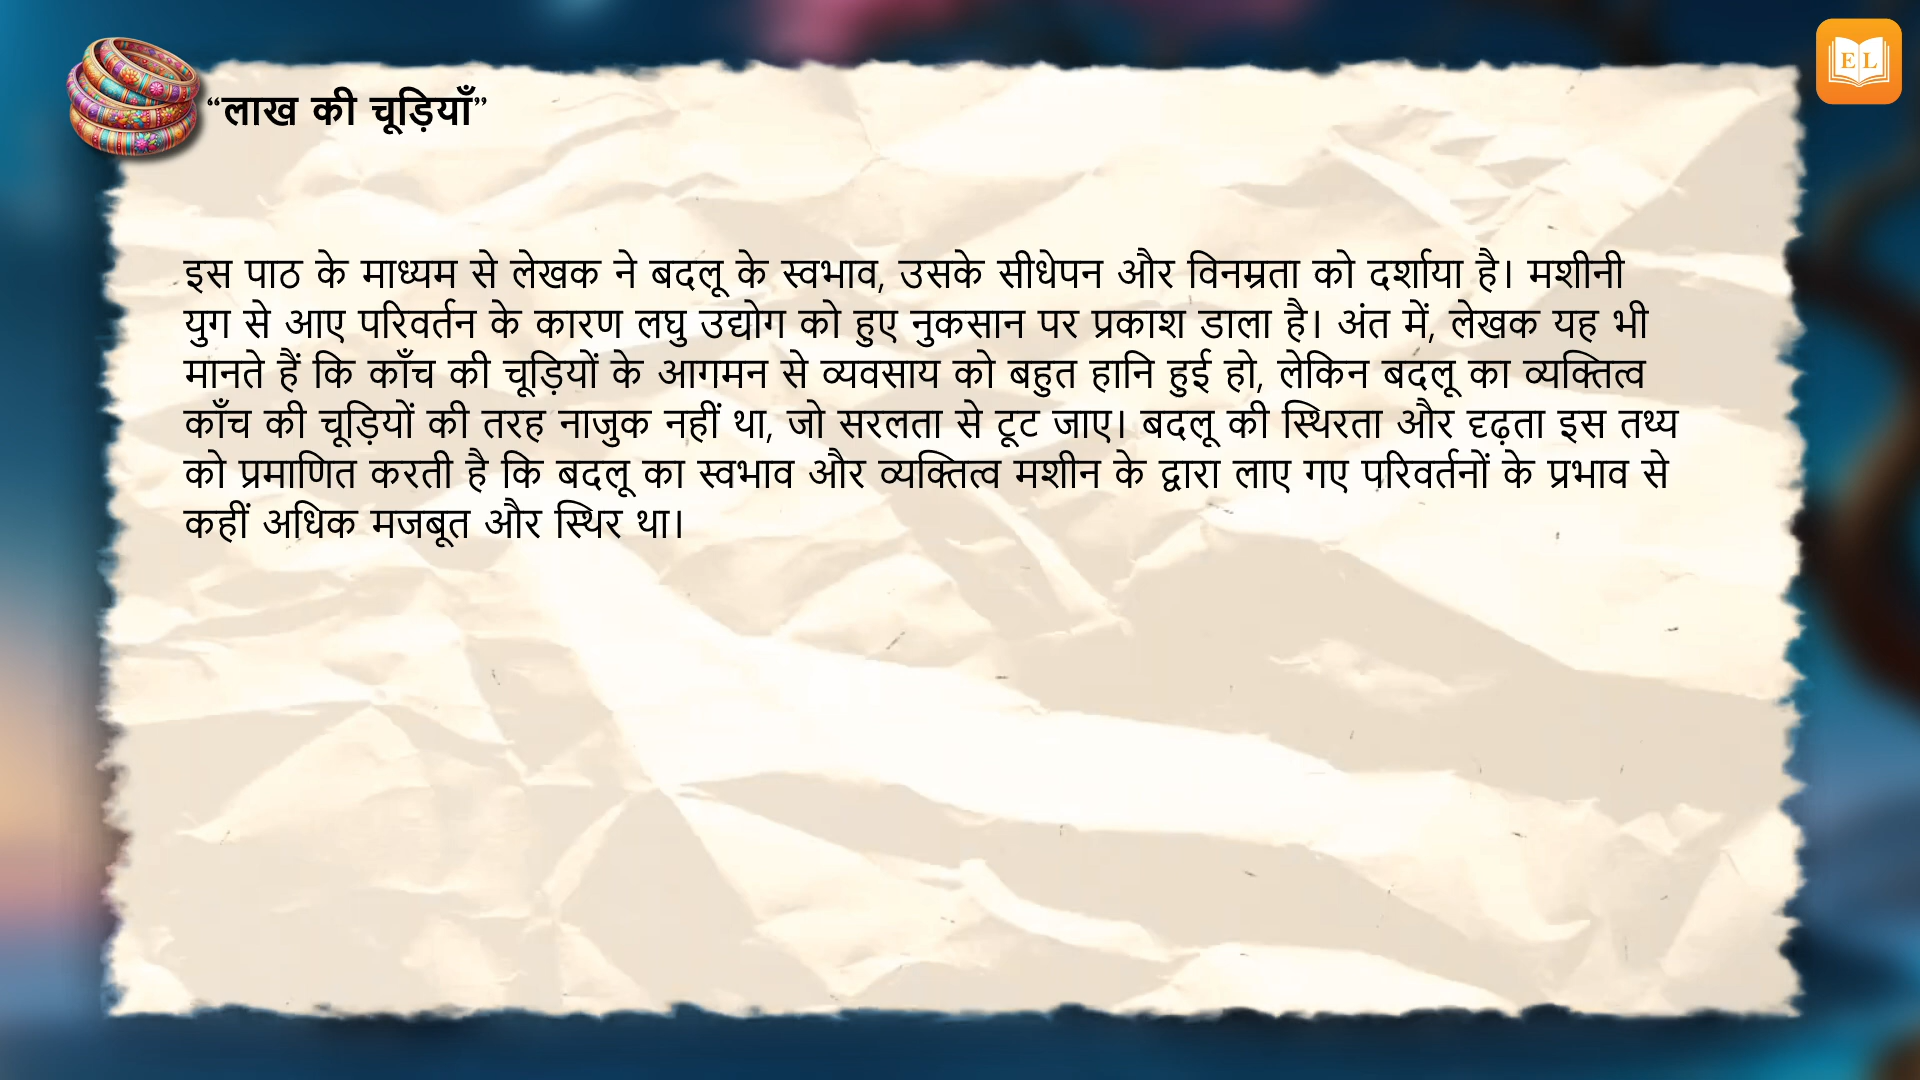 “लाख की चूड़ियाँ”
E L
इस पाठ के माध्यम से लेखक ने बदलू के स्वभाव, उसके सीधेपन और विनम्रता को दर्शाया है। मशीनी
युग से आए परिवर्तन के कारण लघु उद्योग को हुए नुकसान पर प्रकाश डाला है। अंत में, लेखक यह भी
मानते हैं कि काँच की चूड़ियों के आगमन से व्यवसाय को बहुत हानि हुई हो, लेकिन बदलू का व्यक्तित्व
काँच की चूड़ियों की तरह नाजुक नहीं था, जो सरलता से टूट जाए। बदलू की स्थिरता और दृढ़ता इस तथ्य
को प्रमाणित करती है कि बदलू का स्वभाव और व्यक्तित्व मशीन के द्वारा लाए गए परिवर्तनों के प्रभाव से
कहीं अधिक मजबूत और स्थिर था।